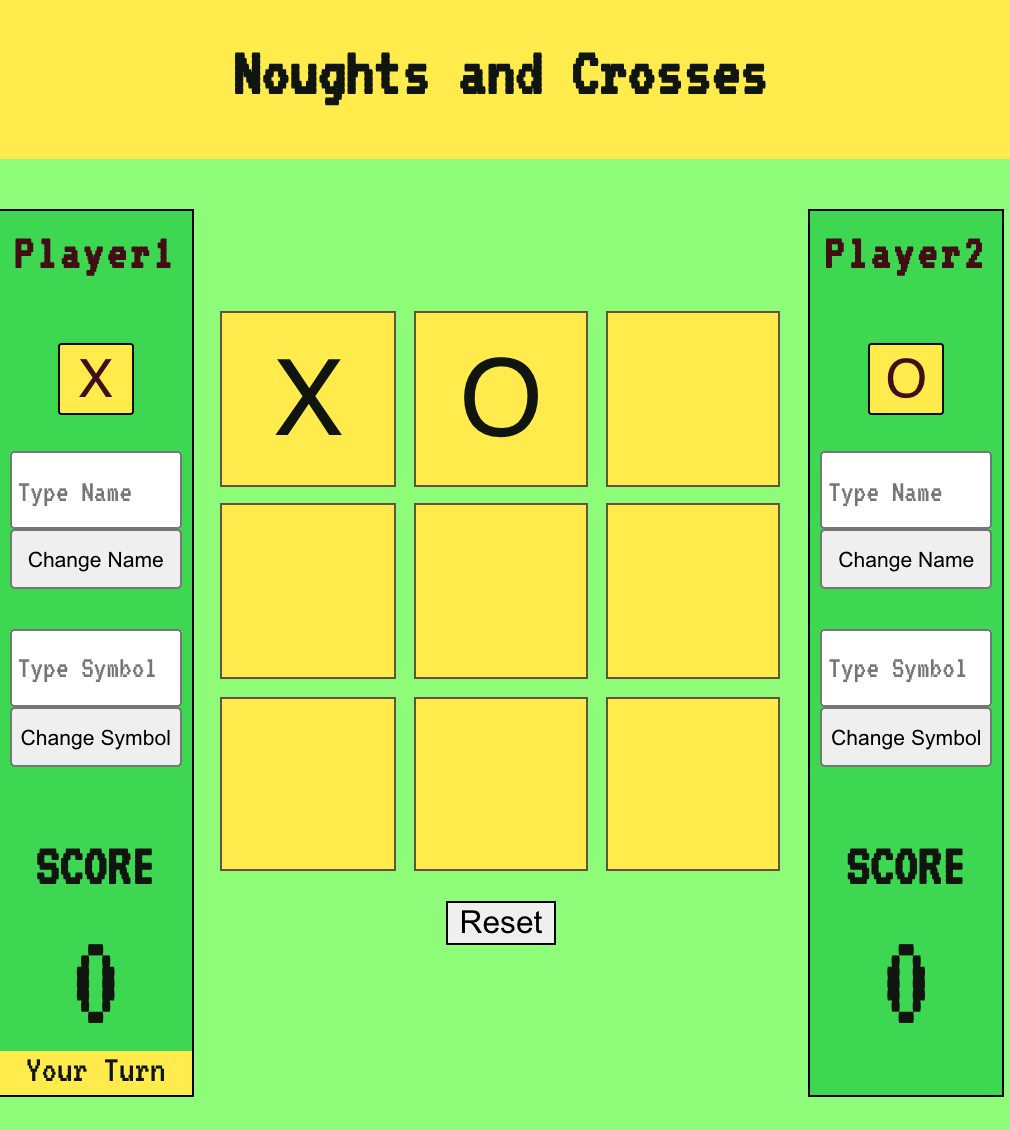 Noughts and Crosses
Player1
X
Type Name
Change Name
Type Symbol
Change Symbol
SCORE
0
Your Turn
X O
Reset
Player2
O
Type Name
Change Name
Type Symbol
Change Symbol
SCORE
0